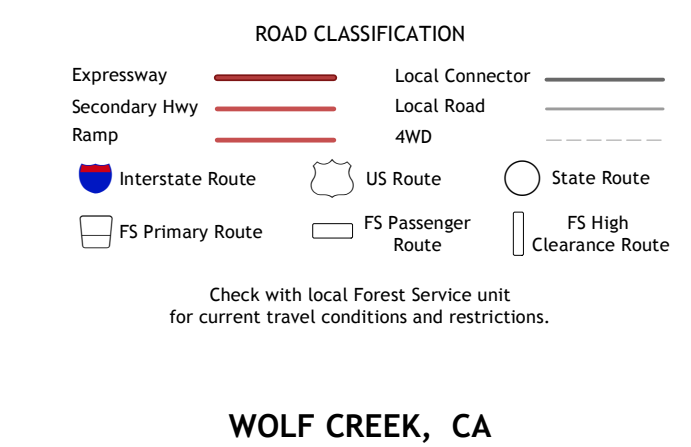 ROAD CLASSIFICATION
Expressway
Local Connector
Secondary Hwy
Local Road
Ramp
4WD
Interstate Route
US Route
State Route
FS Primary Route
FS Passenger
Route
FS High
Clearance Route
Check with local Forest Service unit
for current travel conditions and restrictions.
WOLF CREEK, CA